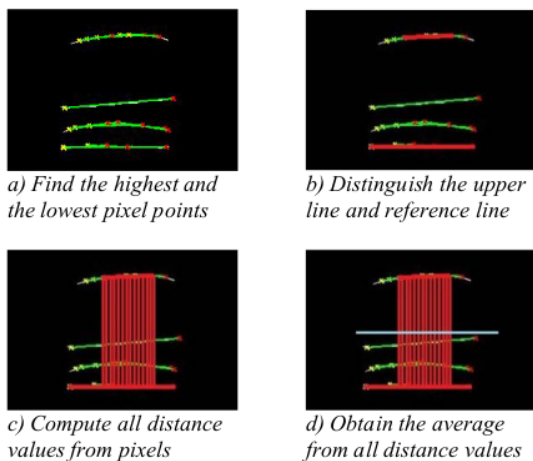 a) Find the highest and
the lowest pixel points
b) Distinguish the upper
line and reference line
c) Compute all distance
values from pixels
d) Obtain the average
from all distance values